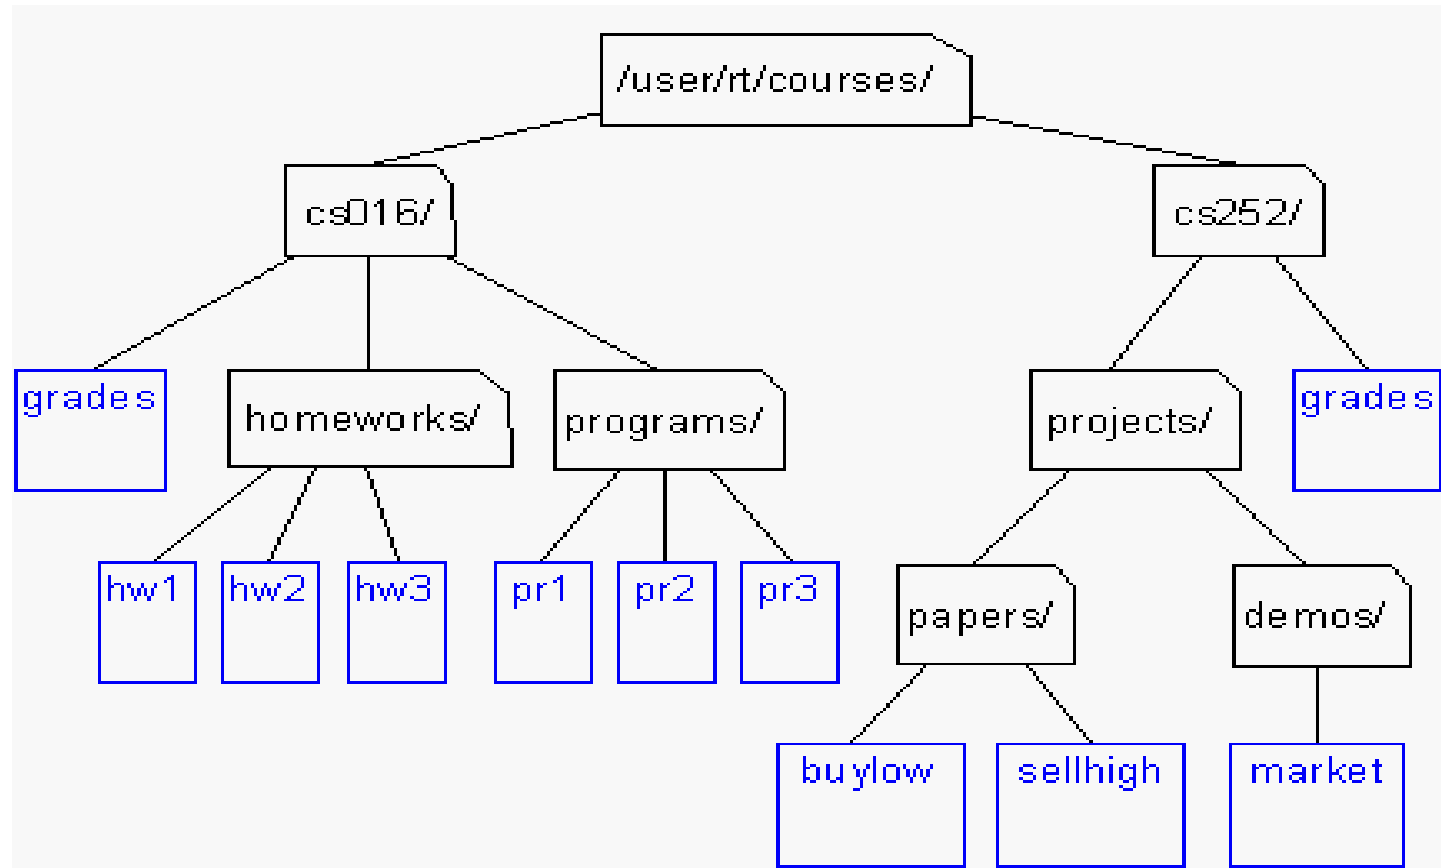 /user/rt/courses/
cs016/
cs252/
grades
homeworks/
programs/
projects/
grades
hw1
hw2
hw3
pr1
pr2
pr3
papers/
demos/
buylow
sellhigh
market